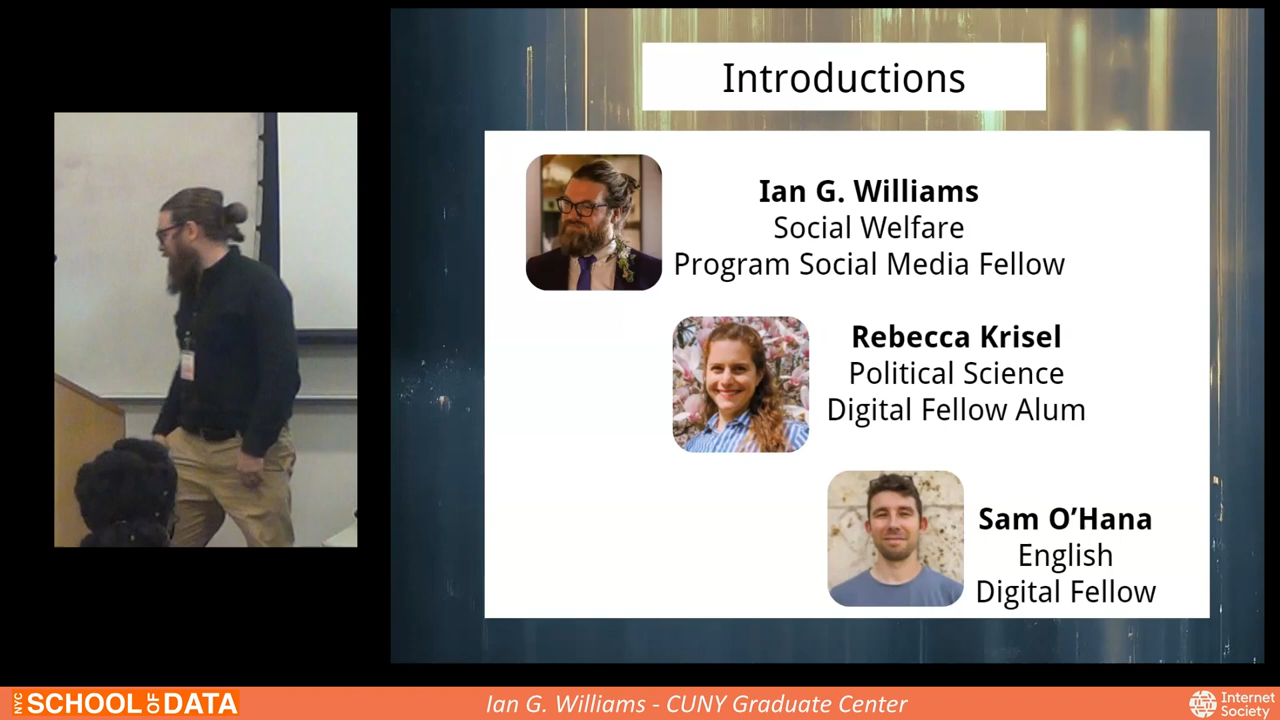 Introductions
Ian G. Williams
Social Welfare
Program Social Media Fellow
Rebecca Krisel
Political Science
Digital Fellow Alum
Sam O’Hana
English
Digital Fellow
NYC SCHOOL OF DATA
Ian G. Williams - CUNY Graduate Center
Internet
Society